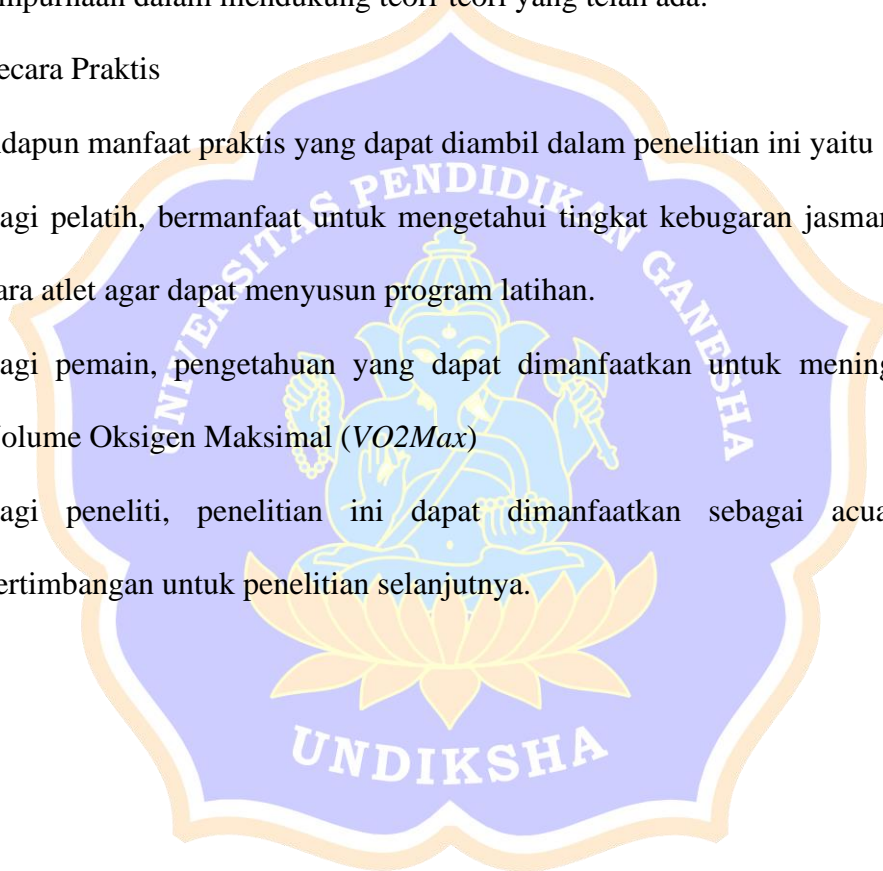 mpurnaan dalam mendukung teori-teori yang telah ada.
ecara Praktis
dapun manfaat praktis yang dapat diambil dalam penelitian ini yaitu
agi pelatih, bermanfaat untuk mengetahui tingkat kebugaran jasman
ara atlet agar dapat menyusun program latihan.
agi pemain, pengetahuan yang dapat dimanfaatkan untuk mening
olume Oksigen Maksimal (VO2Max)
agi peneliti, penelitian ini dapat dimanfaatkan sebagai acua
ertimbangan untuk penelitian selanjutnya.
UNIVERSITAS PENDIDIKAN GANESHA
UNDIKSHA